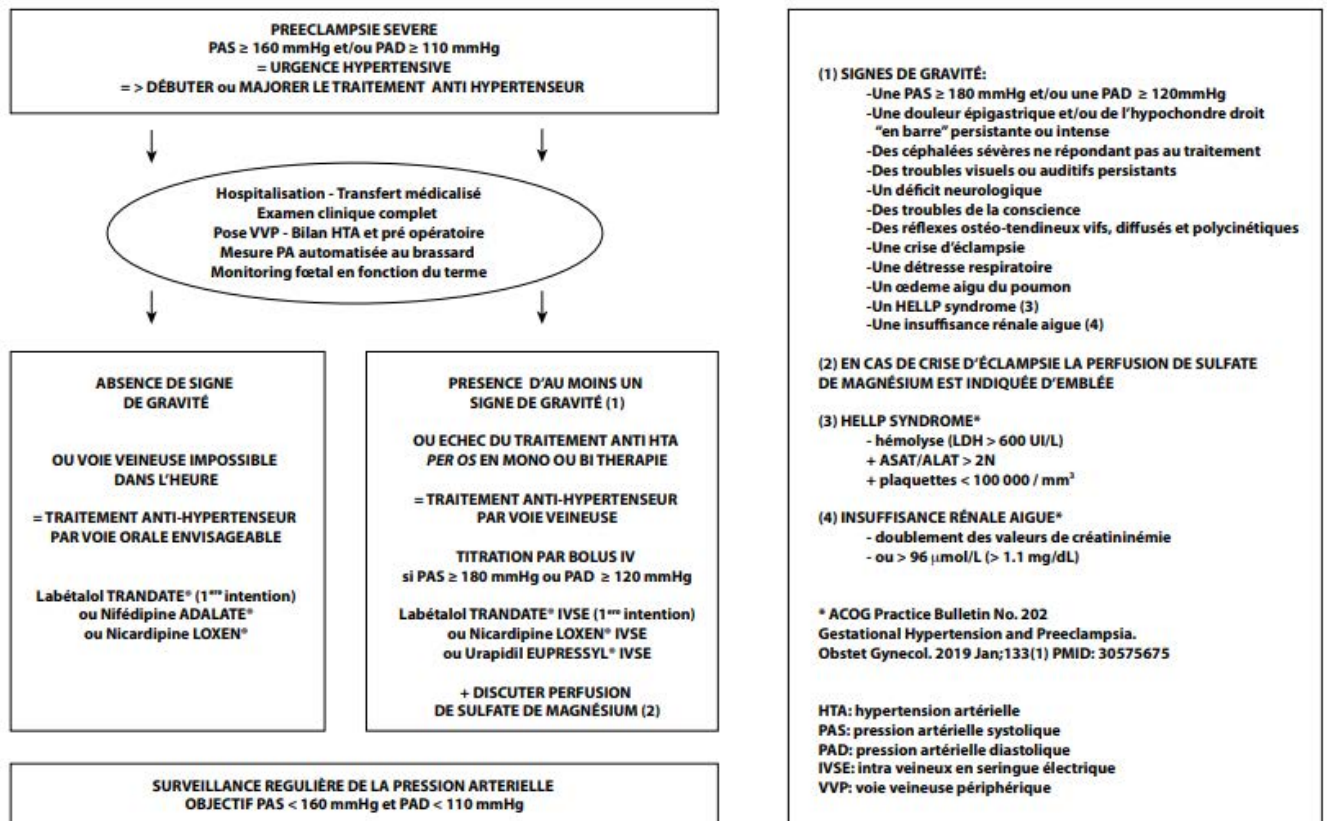 PREECLAMPSIE SEVERE
PAS ≥ 160 mmHg et/ou PAD ≥ 110 mmHg
= URGENCE HYPERTENSIVE
= > DÉBUTER ou MAJORER LE TRAITEMENT ANTI HYPERTENSEUR
Hospitalisation - Transfert médicalisé
Examen clinique complet
Pose VVP - Bilan HTA et pré opératoire
Mesure PA automatisée au brassard
Monitoring fœtal en fonction du terme
ABSENCE DE SIGNE
DE GRAVITÉ
OU VOIE VEINEUSE IMPOSSIBLE
DANS L'HEURE
= TRAITEMENT ANTI-HYPERTENSEUR
PAR VOIE ORALE ENVISAGEABLE
Labétalol TRANDATE® (1ère intention)
ou Nifédipine ADALATE®
ou Nicardipine LOXEN®
PRESENCE D'AU MOINS UN
SIGNE DE GRAVITÉ (1)
OU ECHEC DU TRAITEMENT ANTI HTA
PER OS EN MONO OU BI THERAPIE
= TRAITEMENT ANTI-HYPERTENSEUR
PAR VOIE VEINEUSE
TITRATION PAR BOLUS IV
si PAS ≥ 180 mmHg ou PAD ≥ 120 mmHg
Labétalol TRANDATE® IVSE (1ère intention)
ou Nicardipine LOXEN® IVSE
ou Urapidil EUPRESSYL® IVSE
+ DISCUTER PERFUSION
DE SULFATE DE MAGNÉSIUM (2)
SURVEILLANCE REGULIÈRE DE LA PRESSION ARTERIELLE
OBJECTIF PAS < 160 mmHg et PAD < 110 mmHg
(1) SIGNES DE GRAVITÉ:
-Une PAS ≥ 180 mmHg et/ou une PAD ≥ 120mmHg
-Une douleur épigastrique et/ou de l'hypochondre droit
"en barre" persistante ou intense
-Des céphalées sévères ne répondant pas au traitement
-Des troubles visuels ou auditifs persistants
-Un déficit neurologique
-Des troubles de la conscience
-Des réflexes ostéo-tendineux vifs, diffusés et polycinétiques
-Une crise d'éclampsie
-Une détresse respiratoire
-Un œdeme aigu du poumon
-Un HELLP syndrome (3)
-Une insuffisance rénale aigue (4)
(2) EN CAS DE CRISE D'ÉCLAMPSIE LA PERFUSION DE SULFATE
DE MAGNÉSIUM EST INDIQUÉE D'EMBLÉE
(3) HELLP SYNDROME*
- hémolyse (LDH > 600 UI/L)
+ ASAT/ALAT > 2N
+ plaquettes < 100 000 / mm³
(4) INSUFFISANCE RÉNALE AIGUE*
- doublement des valeurs de créatininémie
- ou > 96 µmol/L (> 1.1 mg/dL)
* ACOG Practice Bulletin No. 202
Gestational Hypertension and Preeclampsia.
Obstet Gynecol. 2019 Jan;133(1) PMID: 30575675
HTA: hypertension artérielle
PAS: pression artérielle systolique
PAD: pression artérielle diastolique
IVSE: intra veineux en seringue électrique
VVP: voie veineuse périphérique